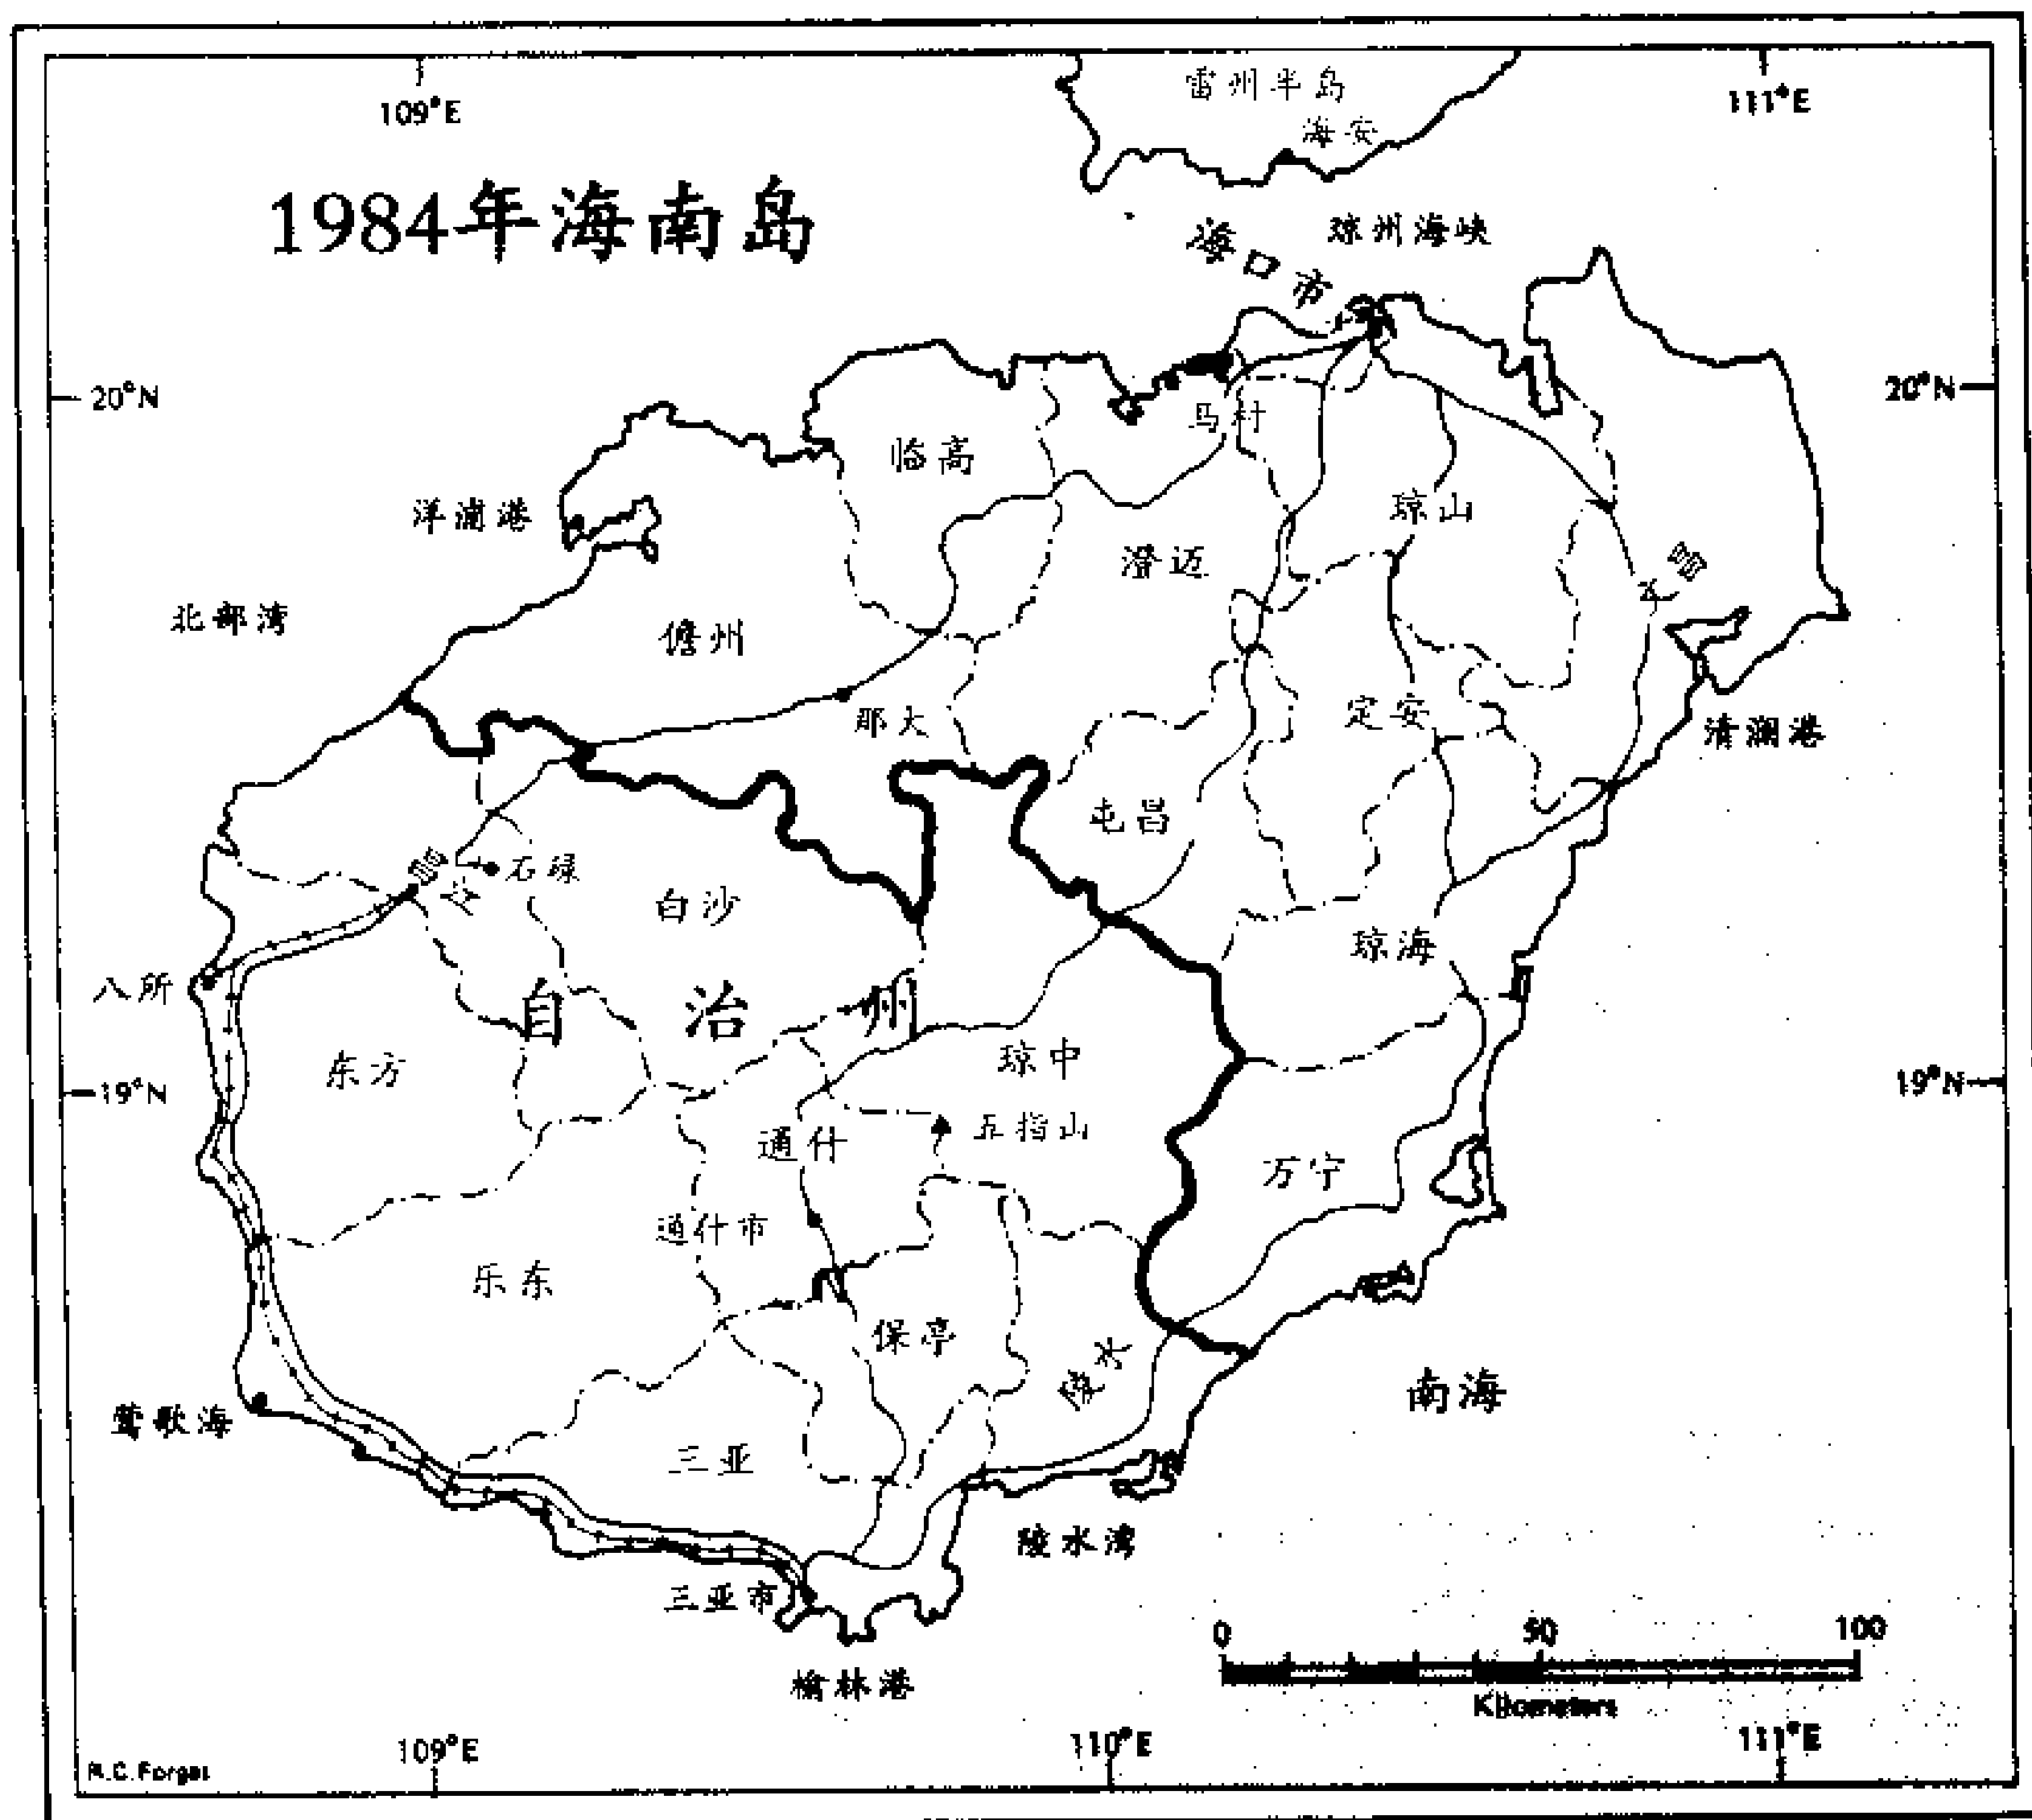 109°E
雷州半岛
111°E
海安
1984年海南岛
海口市
琼州海峡
20°N
20°N
马村
临高
洋浦港
琼山
澄迈
文昌
北部湾
儋州
那大
定安
清澜港
屯昌
石碌
昌江
白沙
琼海
八所
自治州
琼中
东方
19°N
19°N
五指山
通什
万宁
通什市
乐东
保亭
陵水
南海
莺歌海
三亚
陵水湾
三亚市
榆林港
0 50 100
Kilometers
109°E
110°E
111°E
R.C.Forget